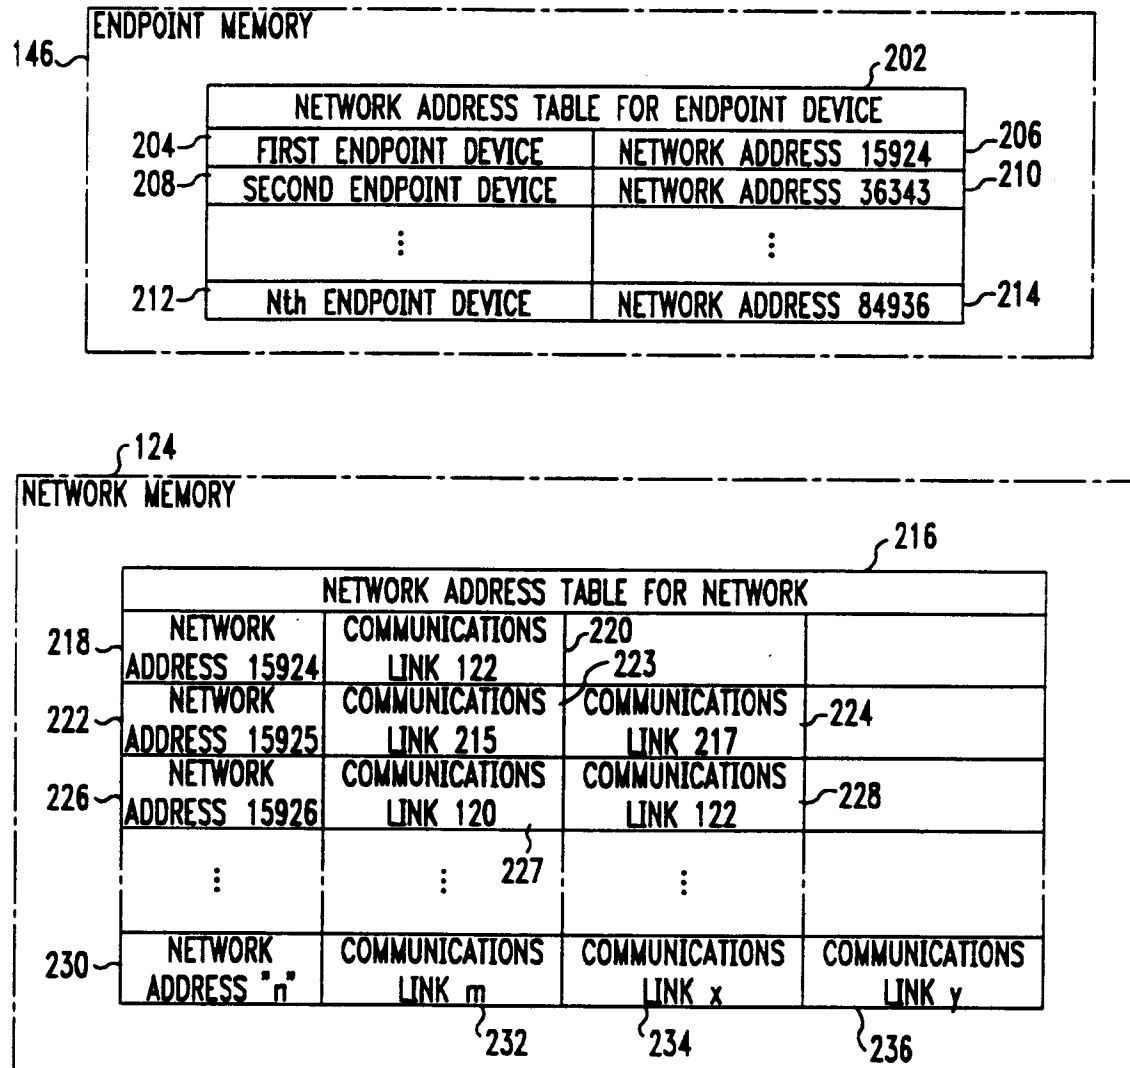 ENDPOINT MEMORY
146
202
NETWORK ADDRESS TABLE FOR ENDPOINT DEVICE
204 FIRST ENDPOINT DEVICE NETWORK ADDRESS 15924 206
208 SECOND ENDPOINT DEVICE NETWORK ADDRESS 36343 210
⋮ ⋮
212 Nth ENDPOINT DEVICE NETWORK ADDRESS 84936 214
124
NETWORK MEMORY
216
NETWORK ADDRESS TABLE FOR NETWORK
218 NETWORK ADDRESS 15924
COMMUNICATIONS LINK 122
220
222 NETWORK ADDRESS 15925
COMMUNICATIONS LINK 215
223
COMMUNICATIONS LINK 217
224
226 NETWORK ADDRESS 15926
COMMUNICATIONS LINK 120
227
COMMUNICATIONS LINK 122
228
⋮ ⋮ ⋮
230 NETWORK ADDRESS "n"
COMMUNICATIONS LINK m
232
COMMUNICATIONS LINK x
234
COMMUNICATIONS LINK y
236